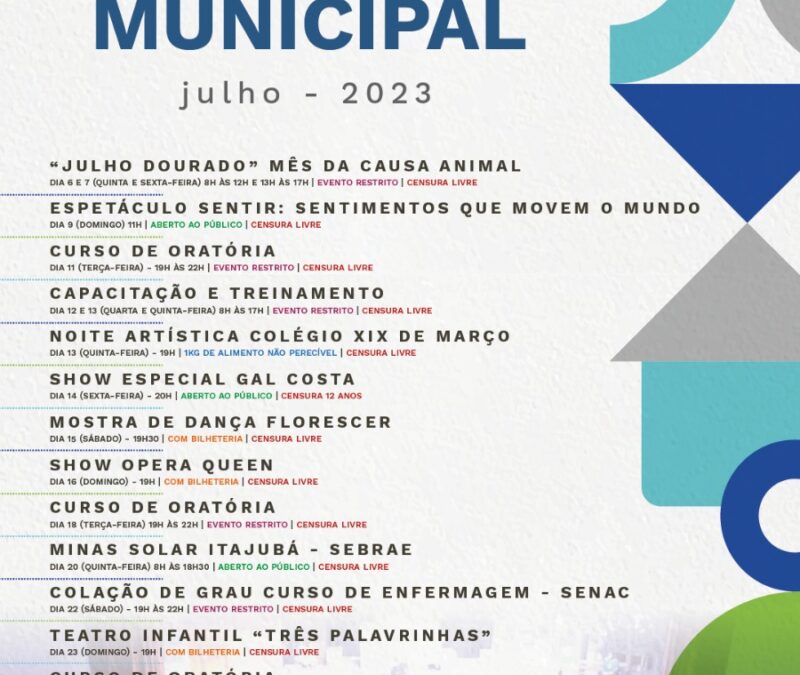 MUNICIPAL
julho - 2023
“JULHO DOURADO” MÊS DA CAUSA ANIMAL
DIA 6 E 7 (QUINTA E SEXTA-FEIRA) 8H ÀS 12H E 13H ÀS 17H | EVENTO RESTRITO | CENSURA LIVRE
ESPETÁCULO SENTIR: SENTIMENTOS QUE MOVEM O MUNDO
DIA 9 (DOMINGO) 11H | ABERTO AO PÚBLICO | CENSURA LIVRE
CURSO DE ORATÓRIA
DIA 11 (TERÇA-FEIRA) - 19H ÀS 22H | EVENTO RESTRITO | CENSURA LIVRE
CAPACITAÇÃO E TREINAMENTO
DIA 12 E 13 (QUARTA E QUINTA-FEIRA) 8H ÀS 17H | EVENTO RESTRITO | CENSURA LIVRE
NOITE ARTÍSTICA COLÉGIO XIX DE MARÇO
DIA 13 (QUINTA-FEIRA) - 19H | 1KG DE ALIMENTO NÃO PERECÍVEL | CENSURA LIVRE
SHOW ESPECIAL GAL COSTA
DIA 14 (SEXTA-FEIRA) - 20H | ABERTO AO PÚBLICO | CENSURA 12 ANOS
MOSTRA DE DANÇA FLORESCER
DIA 15 (SÁBADO) - 19H30 | COM BILHETERIA | CENSURA LIVRE
SHOW OPERA QUEEN
DIA 16 (DOMINGO) - 19H | COM BILHETERIA | CENSURA LIVRE
CURSO DE ORATÓRIA
DIA 18 (TERÇA-FEIRA) 19H ÀS 22H | EVENTO RESTRITO | CENSURA LIVRE
MINAS SOLAR ITAJUBÁ - SEBRAE
DIA 20 (QUINTA-FEIRA) 8H ÀS 18H30 | ABERTO AO PÚBLICO | CENSURA LIVRE
COLAÇÃO DE GRAU CURSO DE ENFERMAGEM - SENAC
DIA 22 (SÁBADO) - 19H ÀS 22H | EVENTO RESTRITO | CENSURA LIVRE
TEATRO INFANTIL “TRÊS PALAVRINHAS”
DIA 23 (DOMINGO) - 19H | COM BILHETERIA | CENSURA LIVRE
CURSO DE ORATÓRIA